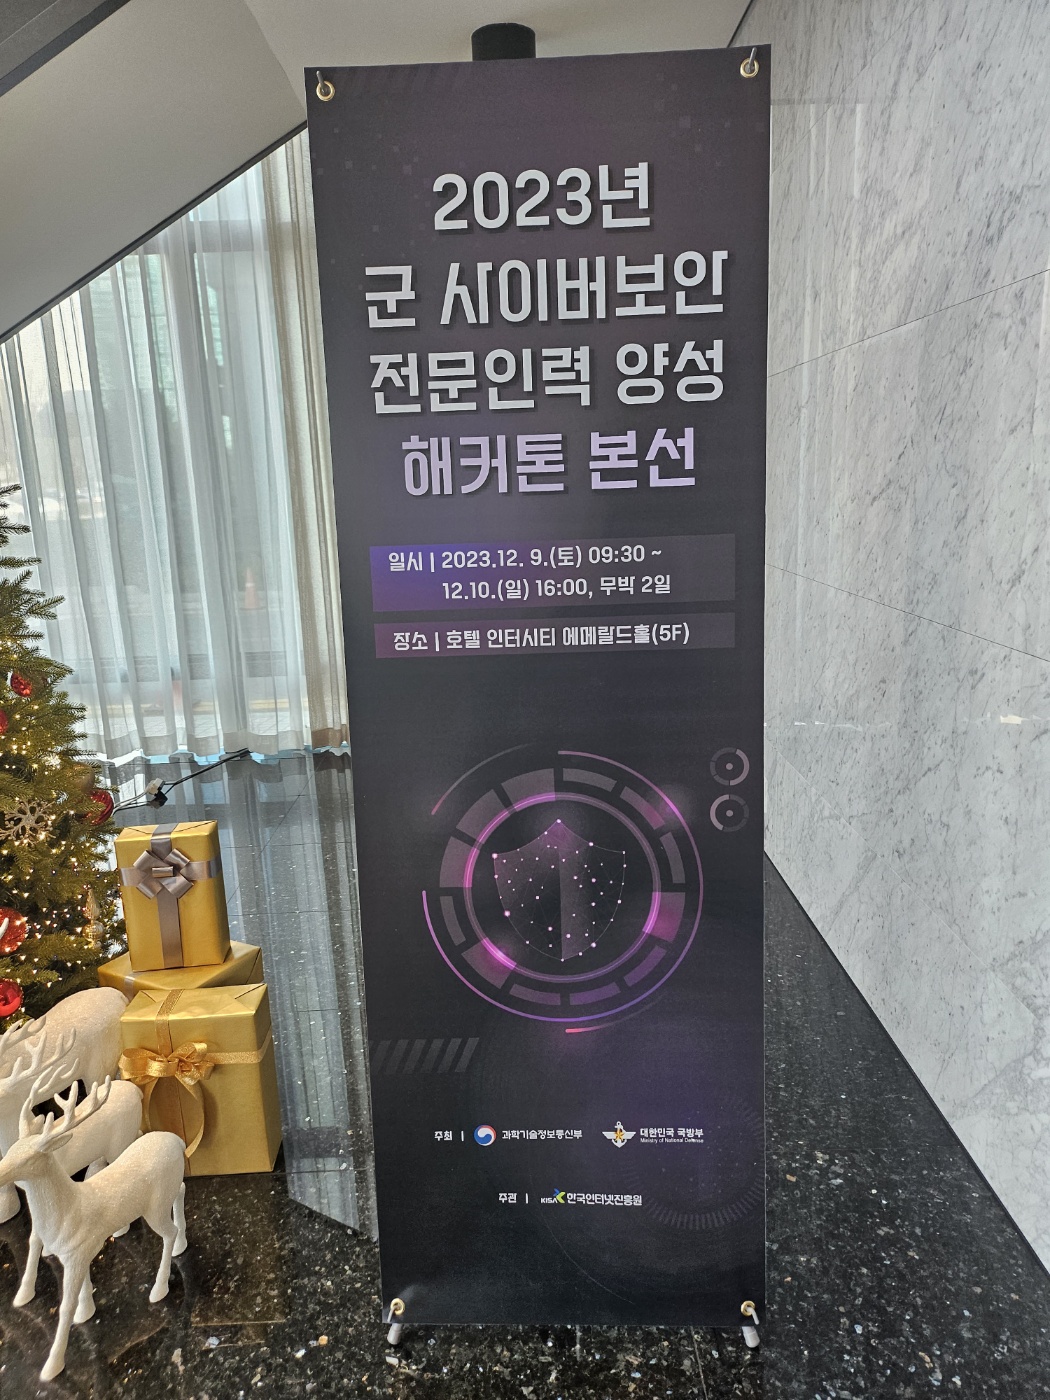 2023년
군 사이버보안
전문인력 양성
해커톤 본선
일시 | 2023.12. 9.(토) 09:30 ~
12.10.(일) 16:00, 무박 2일
장소 | 호텔 인터시티 에메랄드홀(5F)
주최 | 과학기술정보통신부 대한민국 국방부
Ministry of National Defense
주관 | KISA 한국인터넷진흥원